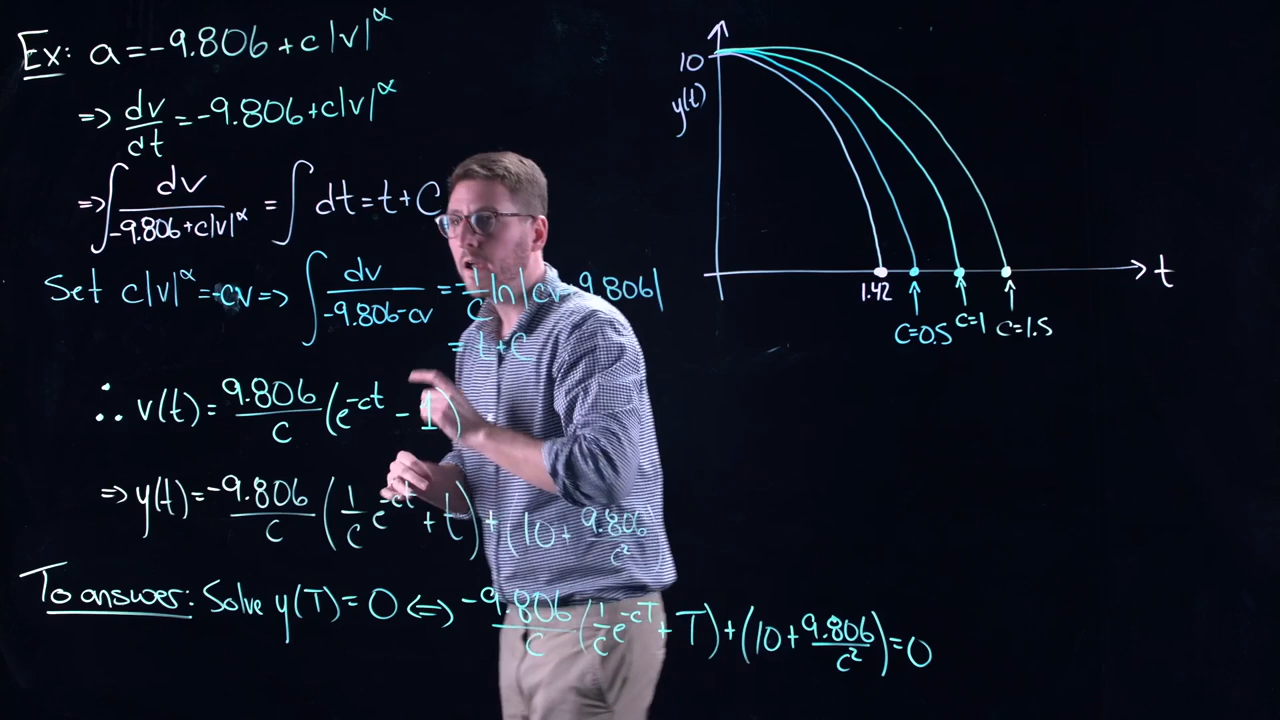 Ex: a = -9.806 + c|v|^α
⇒ dv/dt = -9.806 + c|v|^α
⇒ ∫ dv/(-9.806 + c|v|^α) = ∫ dt = t + C
Set c|v|^α = -cv ⇒ ∫ dv/(-9.806 - cv) = -1/c ln|cv - 9.806|
= t + C
∴ v(t) = 9.806/c (e^(-ct) - 1)
⇒ y(t) = -9.806/c (1/c e^(-ct) + t) + (10 + 9.806/c²)
To answer: Solve y(T) = 0 ⇔ -9.806/c (1/c e^(-cT) + T) + (10 + 9.806/c²) = 0
10
y(t)
t
1.42
C=0.5
C=1
C=1.5